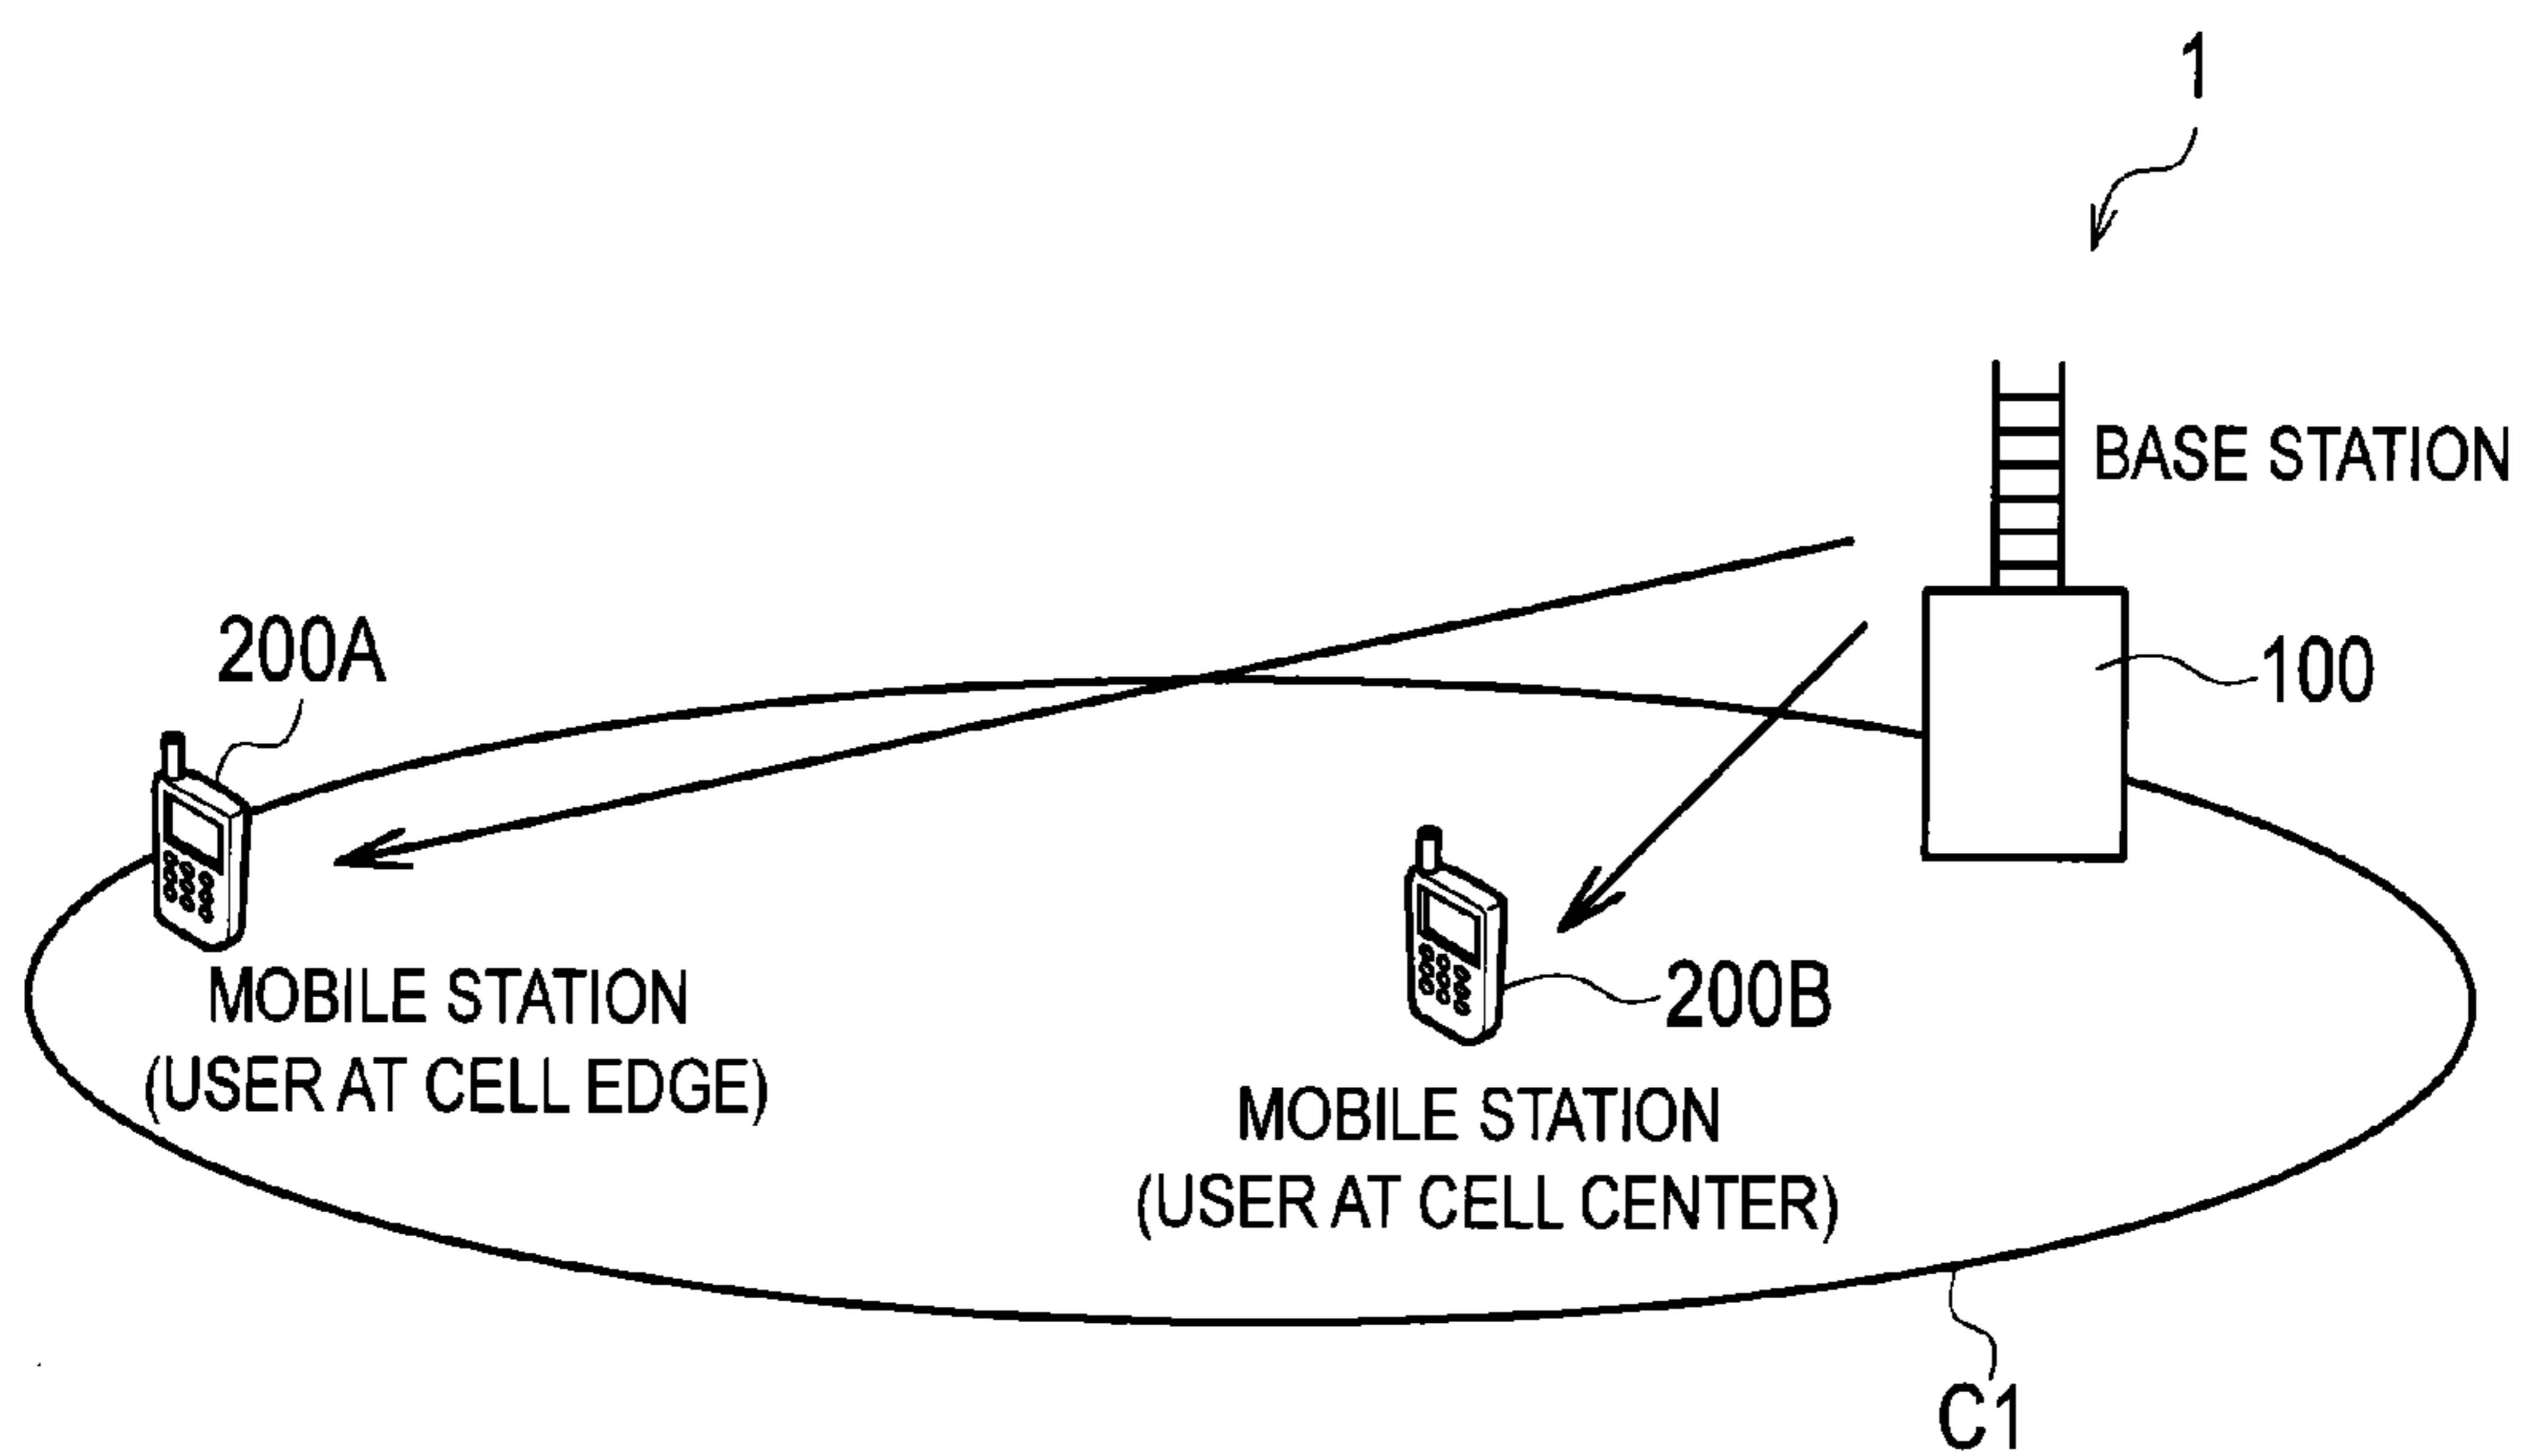 1
BASE STATION
200A
100
200B
MOBILE STATION
(USER AT CELL EDGE)
MOBILE STATION
(USER AT CELL CENTER)
C1